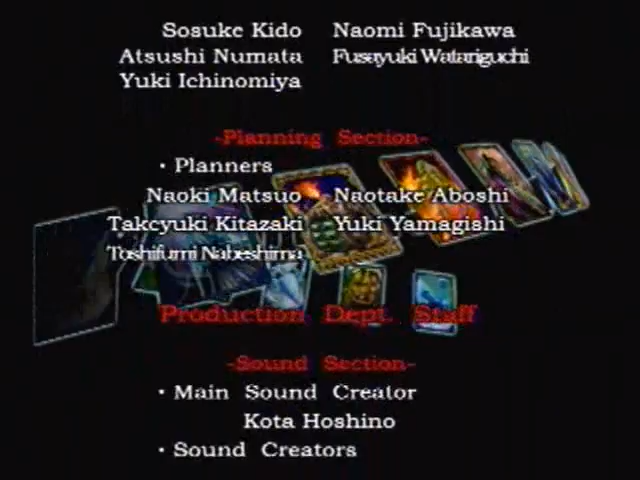 Sosuke Kido Naomi Fujikawa
Atsushi Numata Fusayuki Watariguchi
Yuki Ichinomiya
-Planning Section-
・Planners
Naoki Matsuo Naotake Aboshi
Takeyuki Kitazaki Yuki Yamagishi
Toshifumi Nabeshima
Production Dept. Staff
-Sound Section-
・Main Sound Creator
Kota Hoshino
・Sound Creators